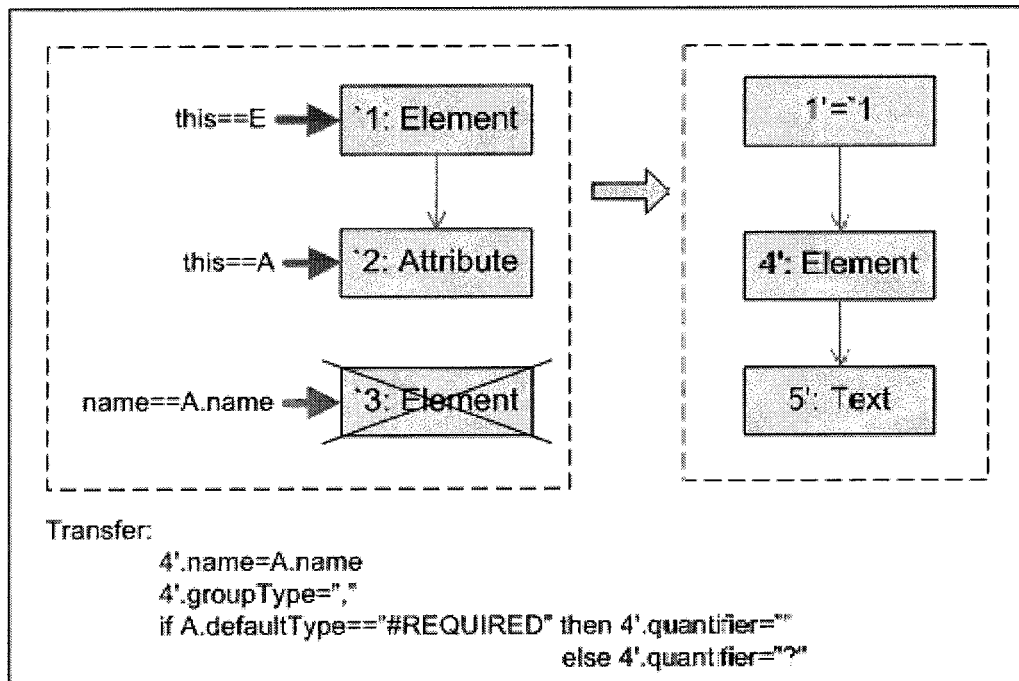 this==E
`1: Element
1'=`1
this==A
`2: Attribute
4': Element
name==A.name
`3: Element
5': Text
Transfer:
4'.name=A.name
4'.groupType=","
if A.defaultType=="#REQUIRED" then 4'.quantifier=""
else 4'.quantifier="?"